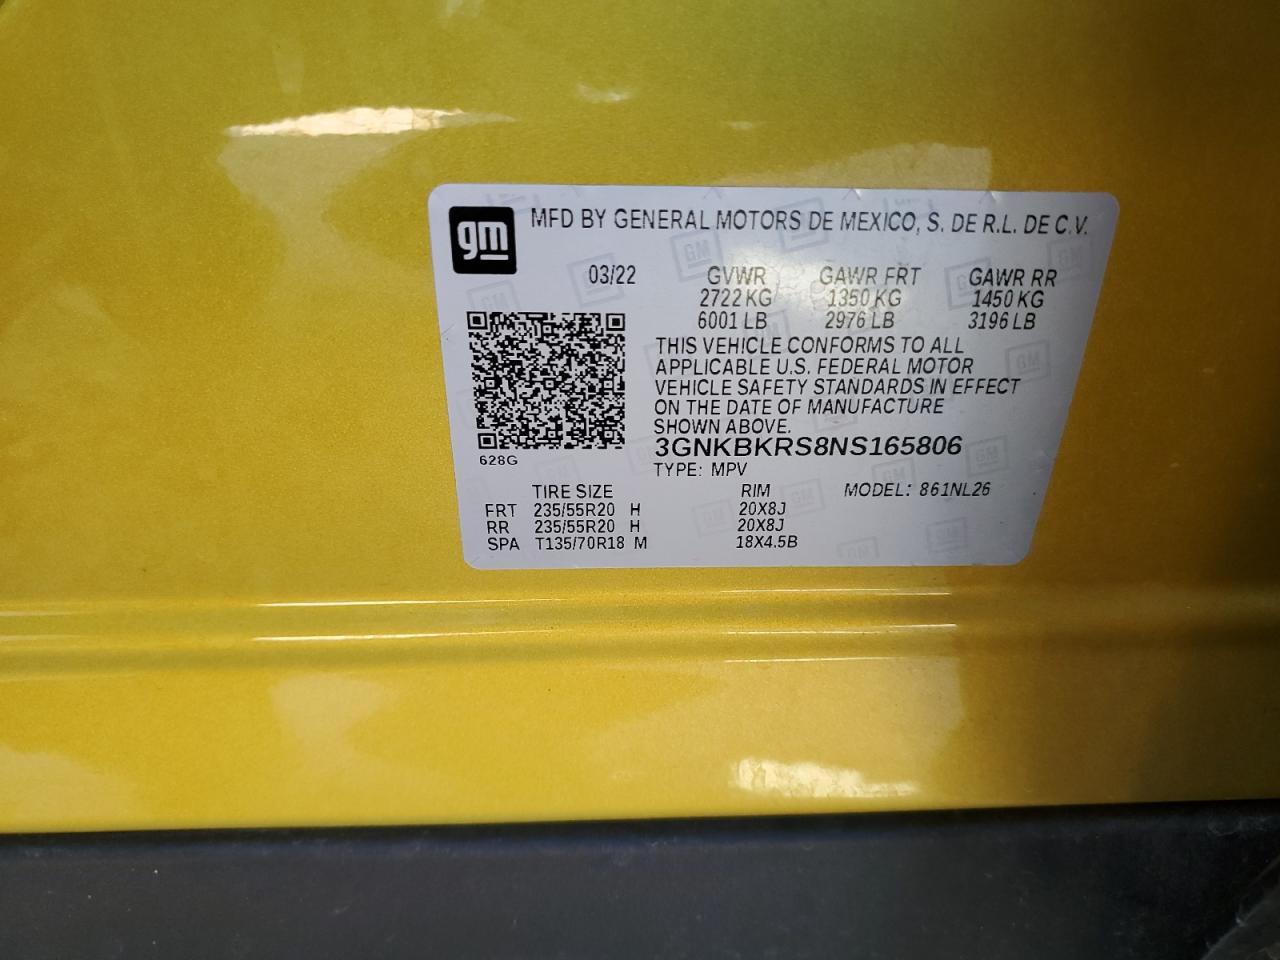 gm MFD BY GENERAL MOTORS DE MEXICO, S. DE R.L. DE C.V.
03/22 GVWR GAWR FRT GAWR RR
2722 KG 1350 KG 1450 KG
6001 LB 2976 LB 3196 LB
THIS VEHICLE CONFORMS TO ALL
APPLICABLE U.S. FEDERAL MOTOR
VEHICLE SAFETY STANDARDS IN EFFECT
ON THE DATE OF MANUFACTURE
SHOWN ABOVE.
3GNKBKRS8NS165806
628G
TYPE: MPV
TIRE SIZE RIM MODEL: 861NL26
FRT 235/55R20 H 20X8J
RR 235/55R20 H 20X8J
SPA T135/70R18 M 18X4.5B